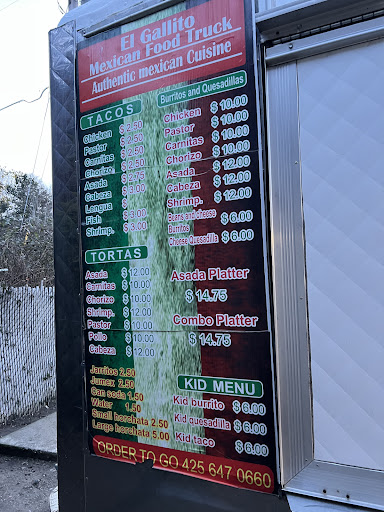 El Gallito
Mexican Food Truck
Authentic mexican Cuisine
TACOS
Chicken $ 2.50
Pastor $ 2.50
Carnitas $ 2.50
Chorizo $ 2.50
Asada $ 2.75
Cabeza $ 3.00
Lengua $
Fish $ 3.00
Shrimp. $ 3.00
TORTAS
Asada $ 12.00
Carnitas $ 10.00
Chorizo $ 10.00
Shrimp. $ 12.00
Pastor $ 10.00
Pollo $ 10.00
Cabeza $ 12.00
Jarritos 2.50
Jumex 2.50
Can soda 1.50
Water 1.50
Small horchata 2.50
Large horchata 5.00
Burritos and Quesadillas
Chicken $ 10.00
Pastor $ 10.00
Carnitas $ 10.00
Chorizo $ 10.00
Asada $ 12.00
Cabeza $ 12.00
Shrimp. $ 12.00
Beans and cheese
Burritos $ 6.00
Cheese Quesadilla $ 6.00
Asada Platter
$ 14.75
Combo Platter
$ 14.75
KID MENU
Kid burrito $ 6.00
Kid quesadilla $ 6.00
Kid taco $ 6.00
ORDER TO GO 425 647 0660